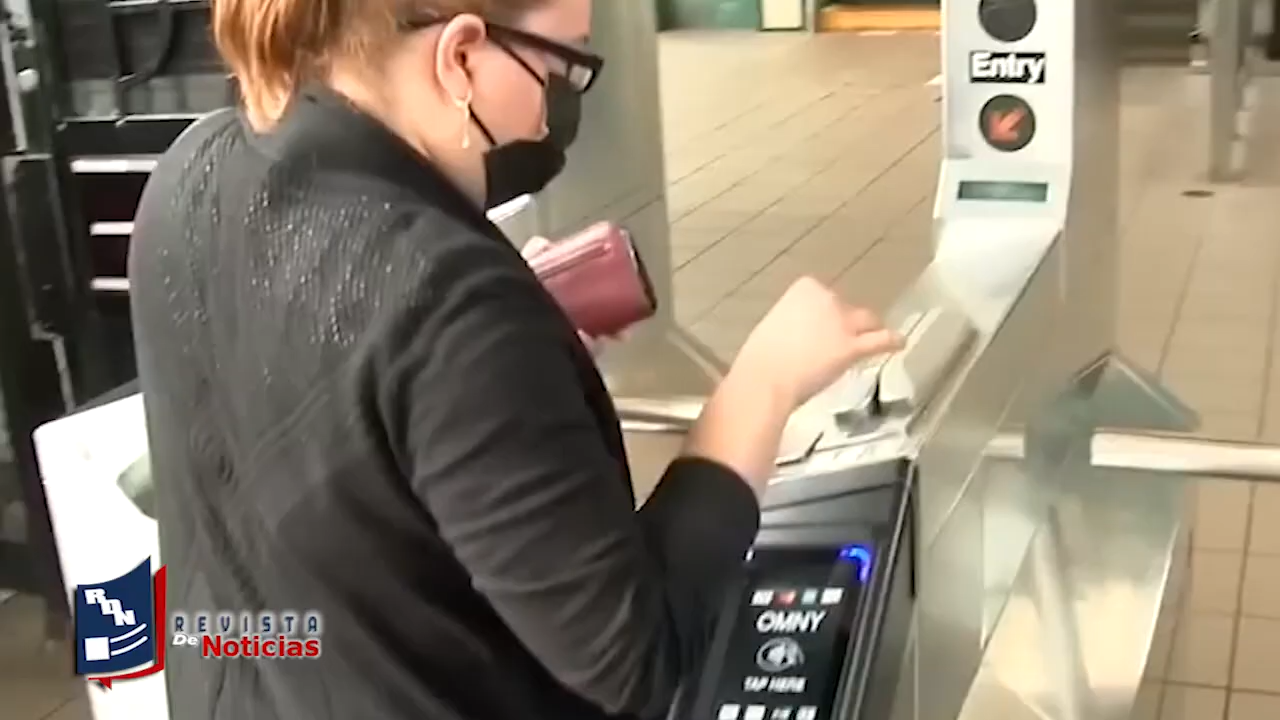 Entry
OMNY
TAP HERE
RDN
REVISTA
De Noticias